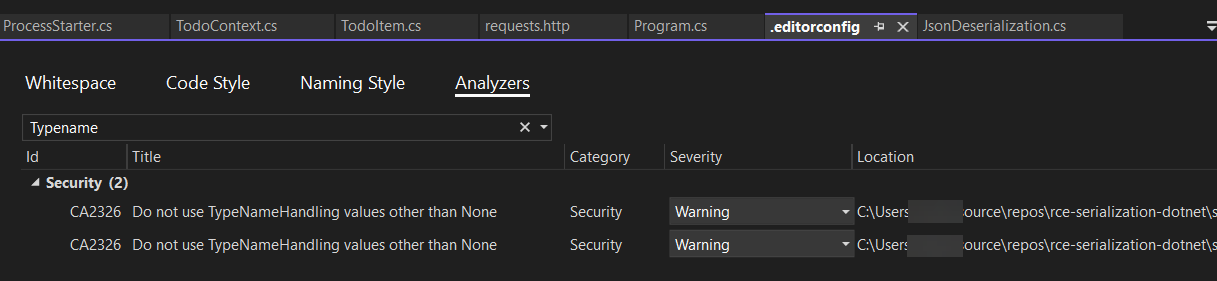 ProcessStarter.cs TodoContext.cs TodoItem.cs requests.http Program.cs .editorconfig JsonDeserialization.cs
Whitespace Code Style Naming Style Analyzers
Typename
Id Title Category Severity Location
Security (2)
CA2326 Do not use TypeNameHandling values other than None Security Warning C:\Users source\repos\rce-serialization-dotnet\s
CA2326 Do not use TypeNameHandling values other than None Security Warning C:\Users source\repos\rce-serialization-dotnet\s